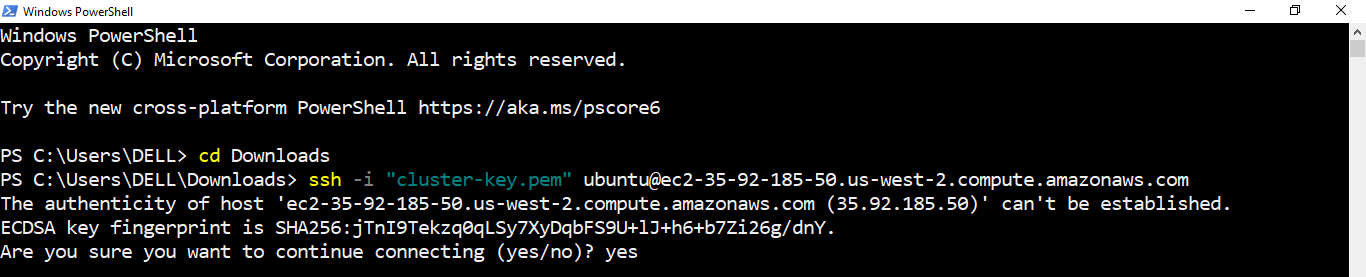 Windows PowerShell
Windows PowerShell
Copyright (C) Microsoft Corporation. All rights reserved.
Try the new cross-platform PowerShell https://aka.ms/pscore6
PS C:\Users\DELL> cd Downloads
PS C:\Users\DELL\Downloads> ssh -i "cluster-key.pem" ubuntu@ec2-35-92-185-50.us-west-2.compute.amazonaws.com
The authenticity of host 'ec2-35-92-185-50.us-west-2.compute.amazonaws.com (35.92.185.50)' can't be established.
ECDSA key fingerprint is SHA256:jTnI9Tekzq0qLSy7XyDqbFS9U+lJ+h6+b7Zi26g/dnY.
Are you sure you want to continue connecting (yes/no)? yes